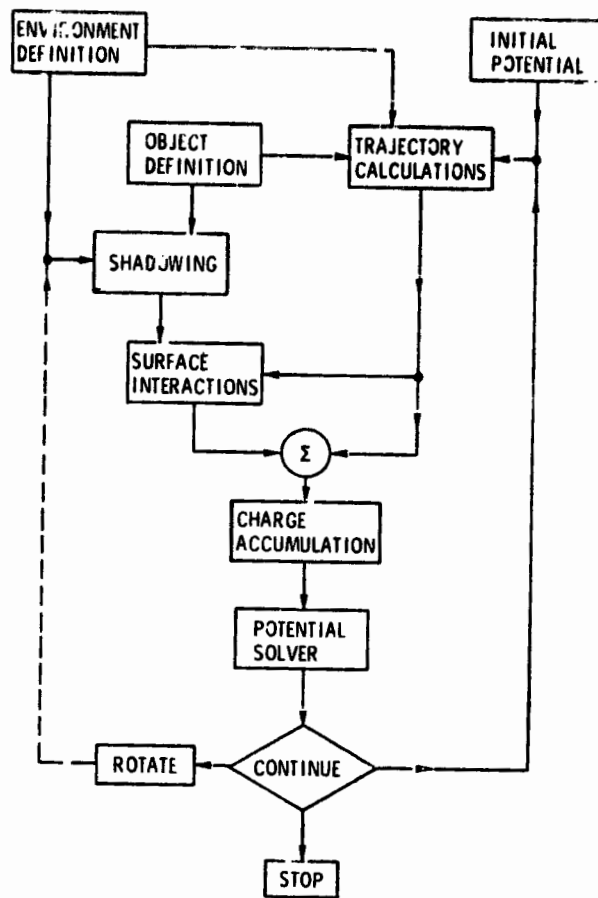 ENVIRONMENT
DEFINITION
INITIAL
POTENTIAL
OBJECT
DEFINITION
TRAJECTORY
CALCULATIONS
SHADOWING
SURFACE
INTERACTIONS
Σ
CHARGE
ACCUMULATION
POTENTIAL
SOLVER
ROTATE
CONTINUE
STOP